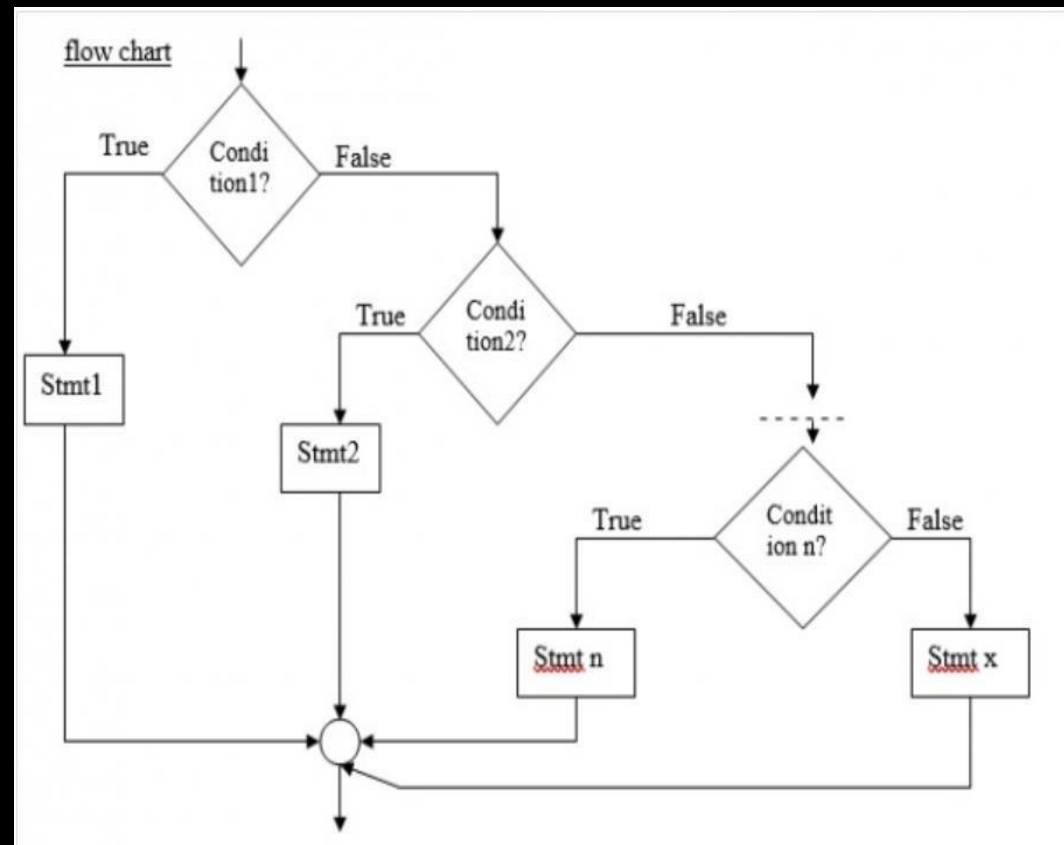 flow chart
True
Condi
tion1?
False
True
Condi
tion2?
False
Stmt1
Stmt2
True
Condit
ion n?
False
Stmt n
Stmt x